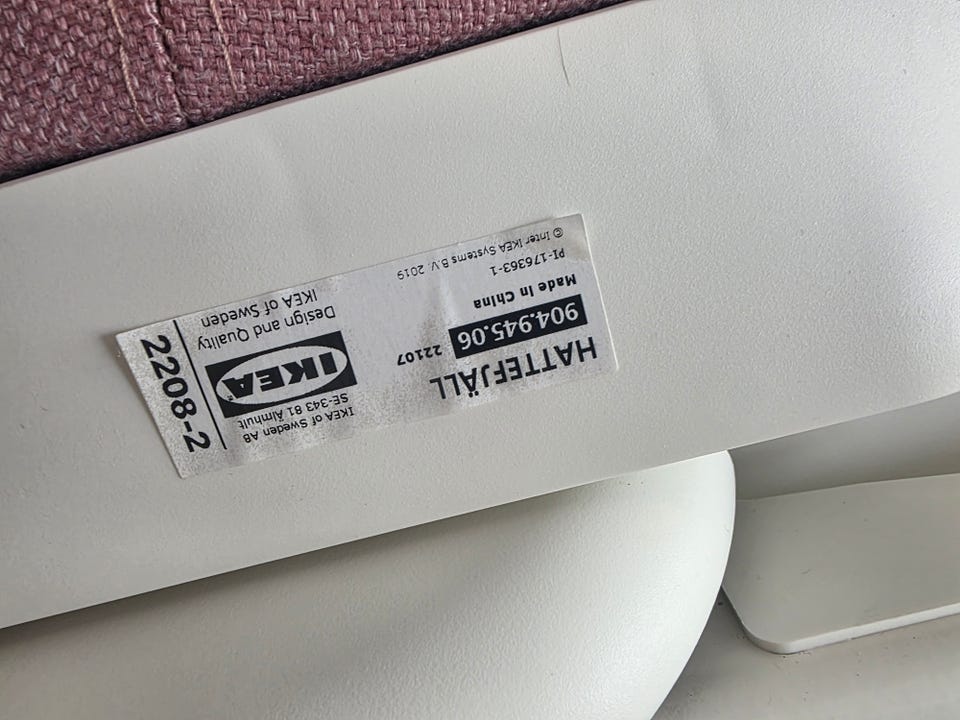 HATTEFJÄLL
904.945.06 22107
Made in China
PI-176363-1
© Inter IKEA Systems B.V. 2019
IKEA of Sweden AB
SE-343 81 Älmhult
IKEA
Design and Quality
IKEA of Sweden
2208-2